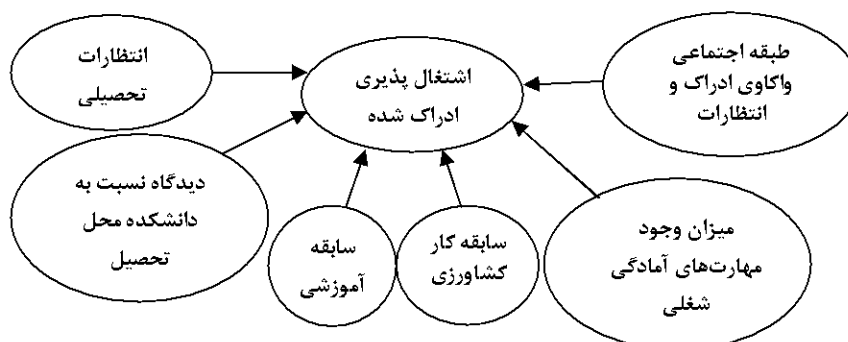 طبقه اجتماعی
واکاوی ادراک و
انتظارات
اشتغال پذیری
ادراک شده
انتظارات
تحصیلی
دیدگاه نسبت به
دانشکده محل
تحصیل
میزان وجود
مهارت‌های آمادگی
شغلی
سابقه کار
کشاورزی
سابقه
آموزشی